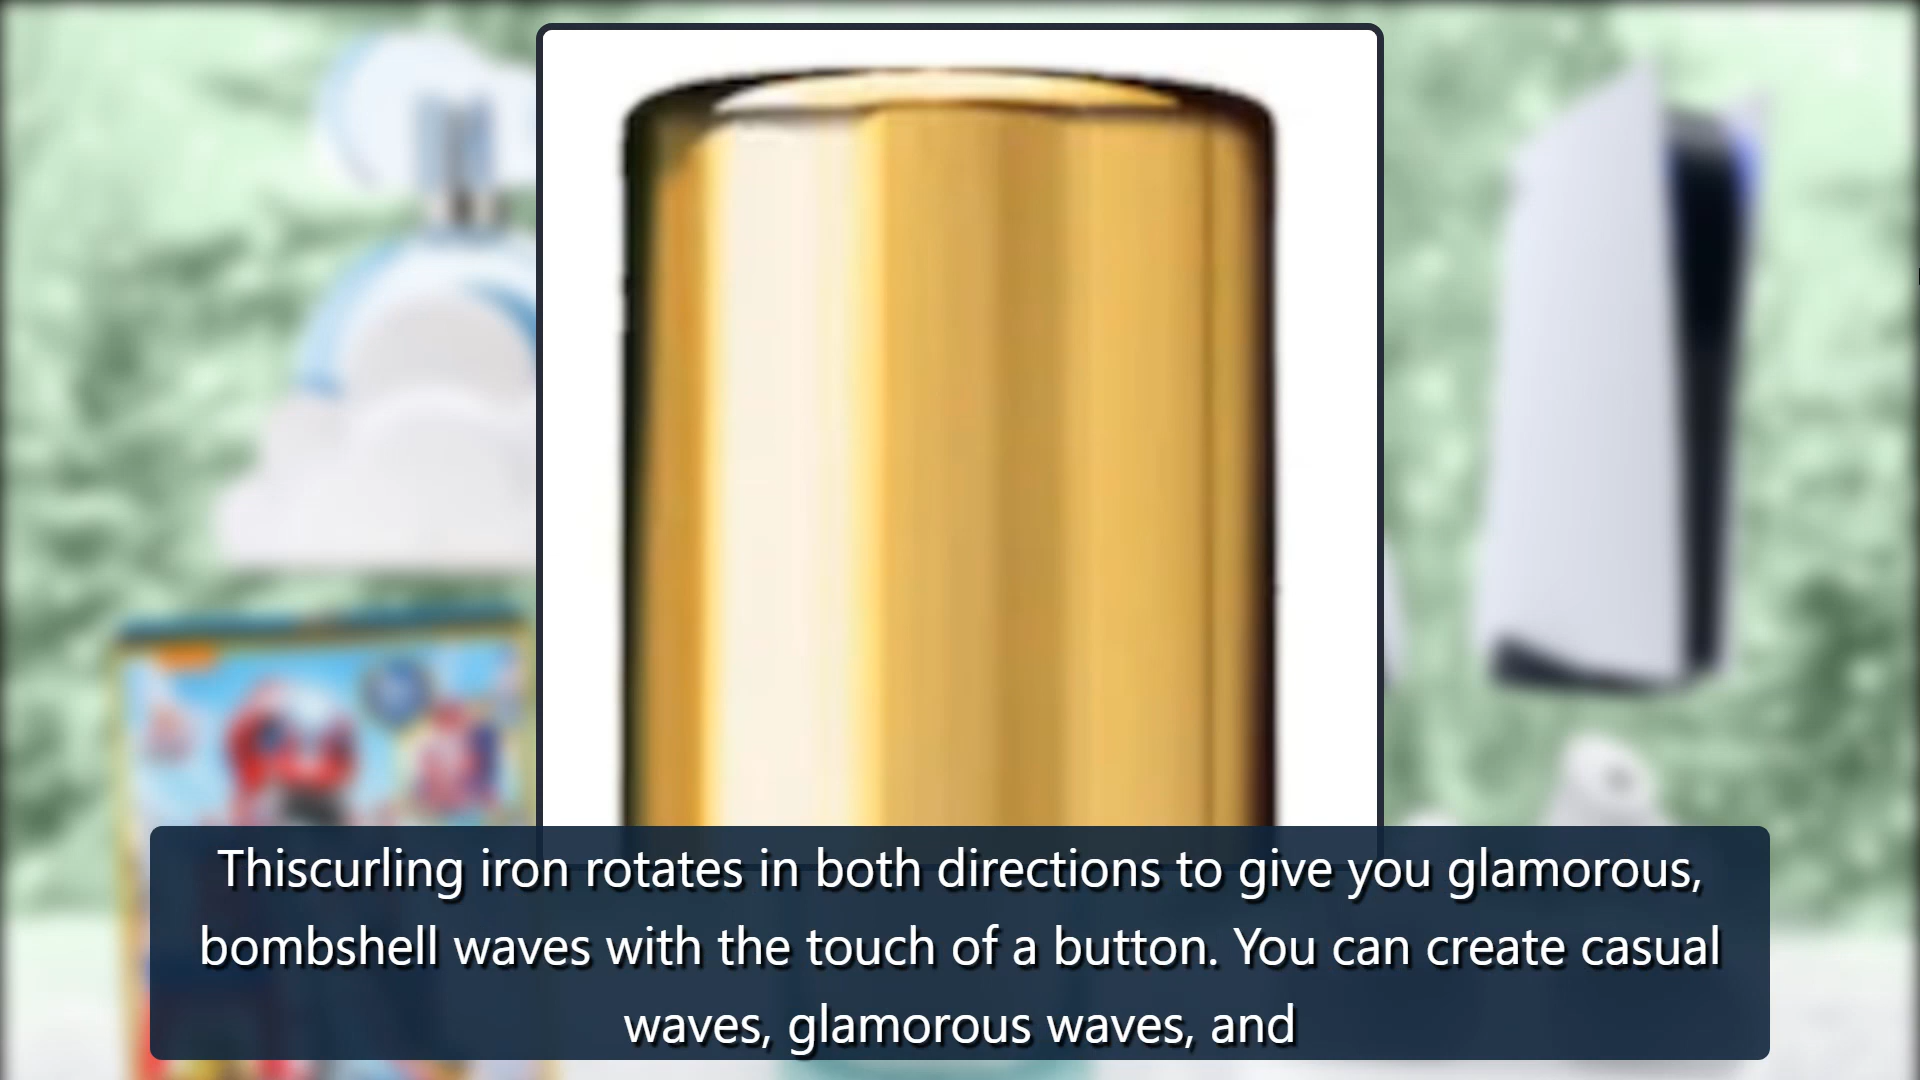 Thiscurling iron rotates in both directions to give you glamorous,
bombshell waves with the touch of a button. You can create casual
waves, glamorous waves, and